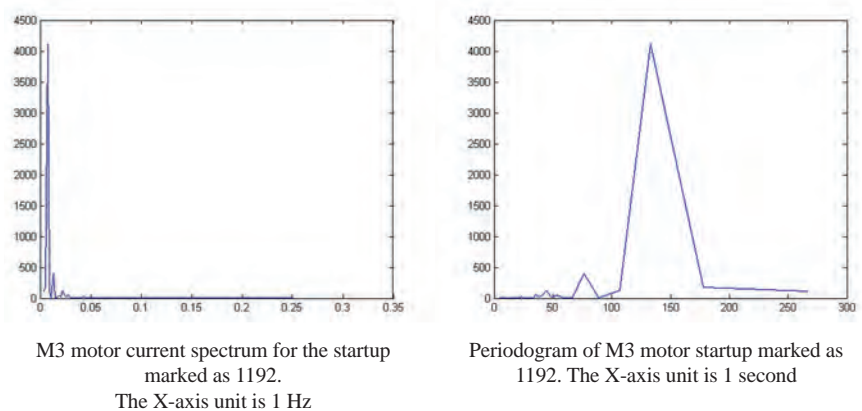 4500
4000
3500
3000
2500
2000
1500
1000
500
0
0 0.05 0.1 0.15 0.2 0.25 0.3 0.35
M3 motor current spectrum for the startup
marked as 1192.
The X-axis unit is 1 Hz
4500
4000
3500
3000
2500
2000
1500
1000
500
0
0 50 100 150 200 250 300
Periodogram of M3 motor startup marked as
1192. The X-axis unit is 1 second